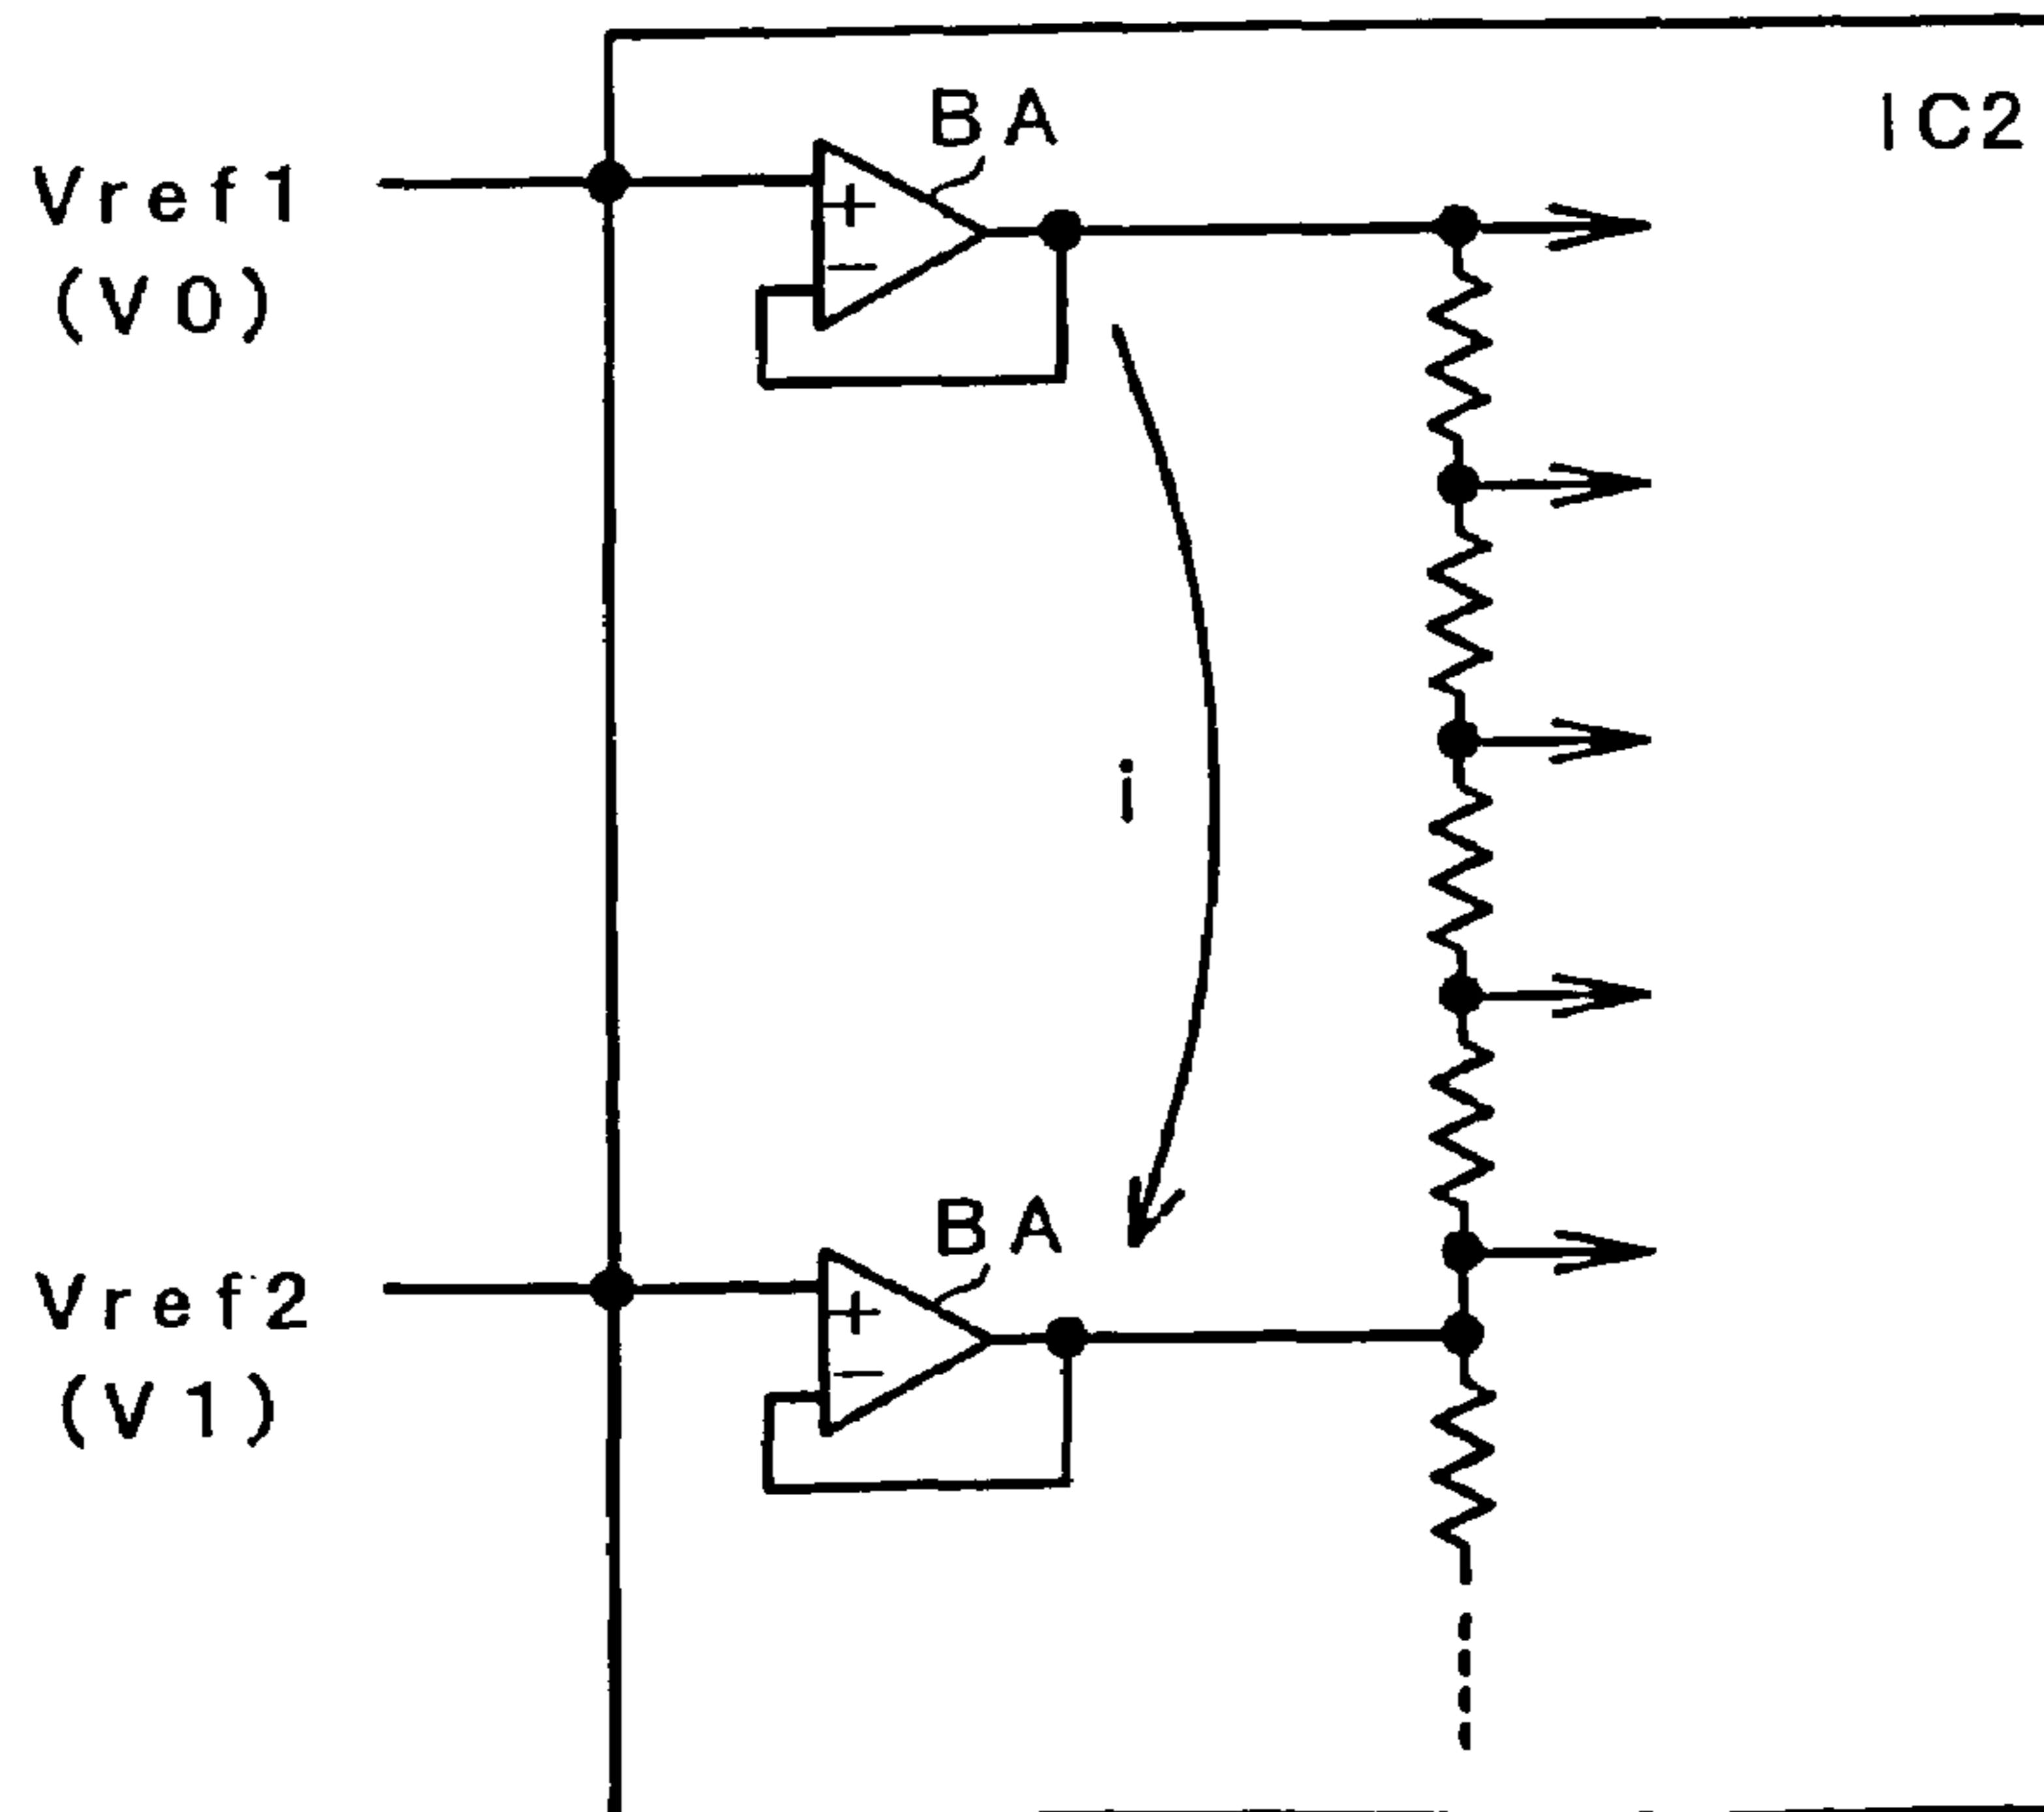 BA
IC2
Vref1
(V0)
+
−
i
BA
Vref2
(V1)
+
−